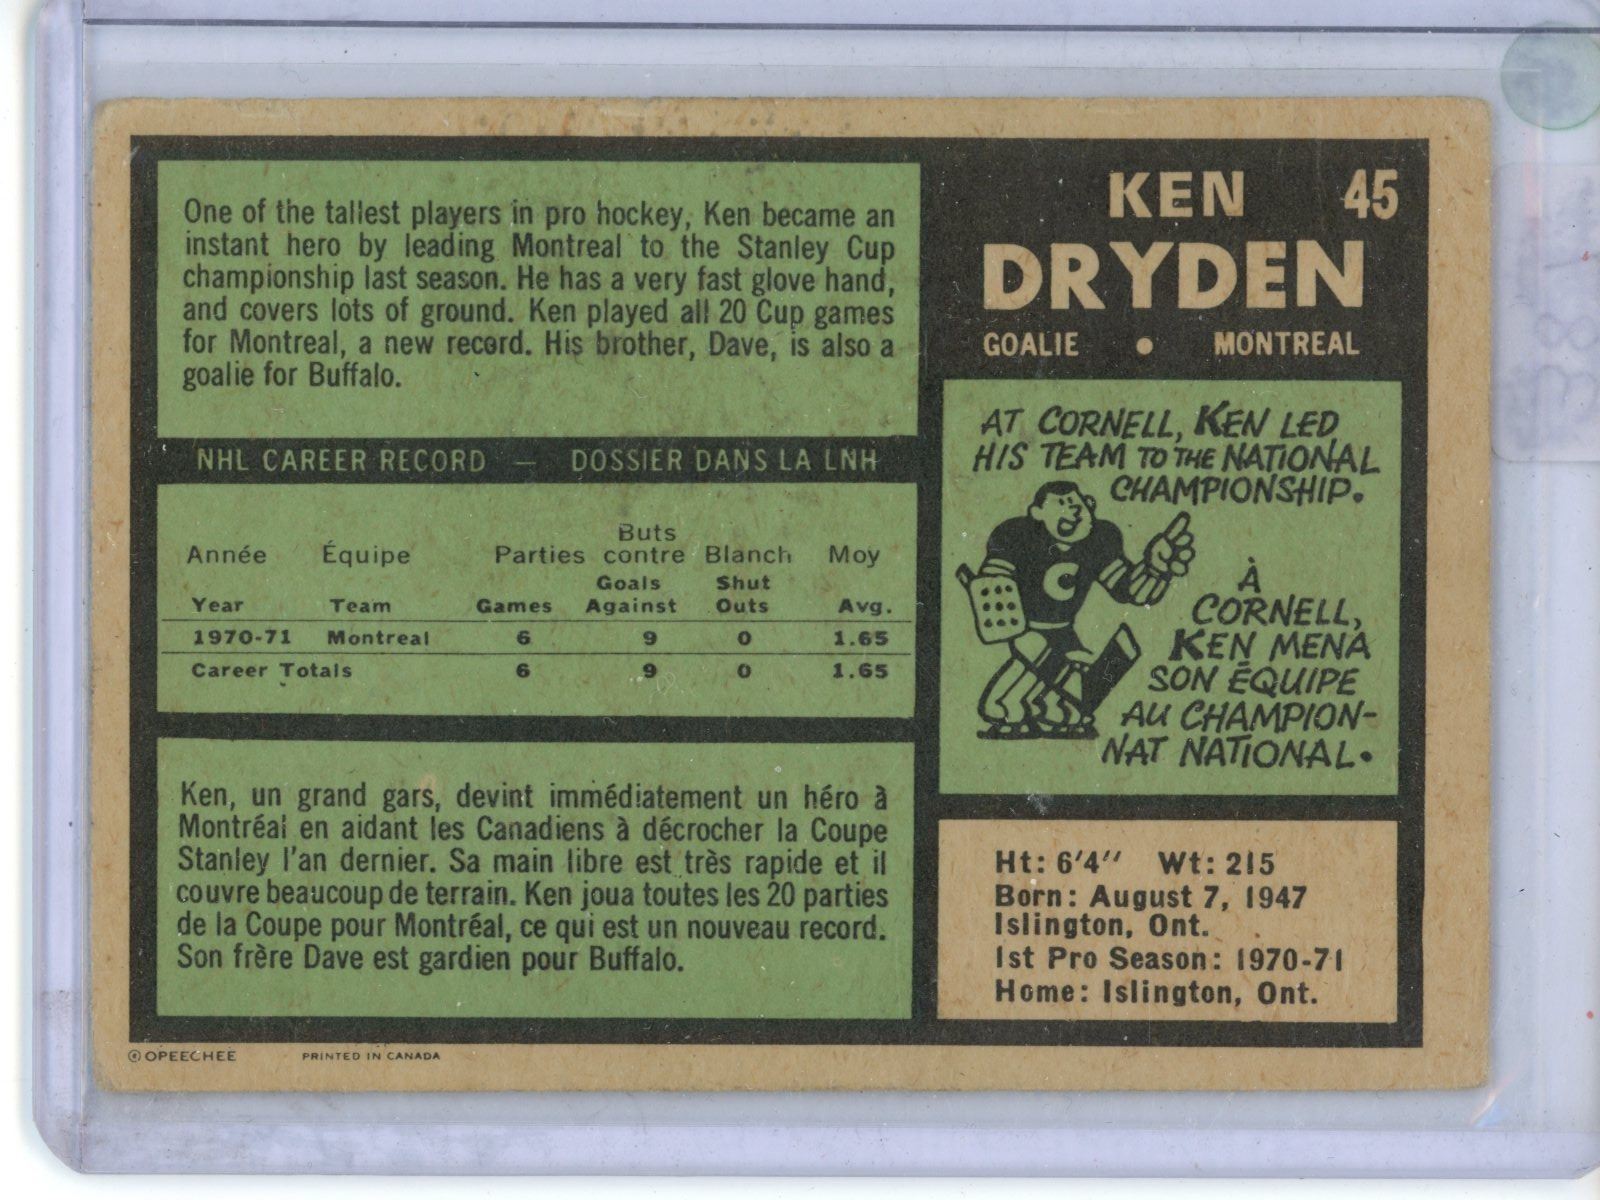 KEN 45
DRYDEN
GOALIE • MONTREAL
One of the tallest players in pro hockey, Ken became an
instant hero by leading Montreal to the Stanley Cup
championship last season. He has a very fast glove hand,
and covers lots of ground. Ken played all 20 Cup games
for Montreal, a new record. His brother, Dave, is also a
goalie for Buffalo.
NHL CAREER RECORD — DOSSIER DANS LA LNH
Année Équipe Parties Buts contre Blanch Moy
Year Team Games Goals Against Shut Outs Avg.
1970-71 Montreal 6 9 0 1.65
Career Totals 6 9 0 1.65
Ken, un grand gars, devint immédiatement un héro à
Montréal en aidant les Canadiens à décrocher la Coupe
Stanley l'an dernier. Sa main libre est très rapide et il
couvre beaucoup de terrain. Ken joua toutes les 20 parties
de la Coupe pour Montréal, ce qui est un nouveau record.
Son frère Dave est gardien pour Buffalo.
AT CORNELL, KEN LED
HIS TEAM TO THE NATIONAL
CHAMPIONSHIP.
C
À
CORNELL,
KEN MENA
SON ÉQUIPE
AU CHAMPION-
NAT NATIONAL.
Ht: 6'4" Wt: 215
Born: August 7, 1947
Islington, Ont.
1st Pro Season: 1970-71
Home: Islington, Ont.
© OPEECHEE PRINTED IN CANADA